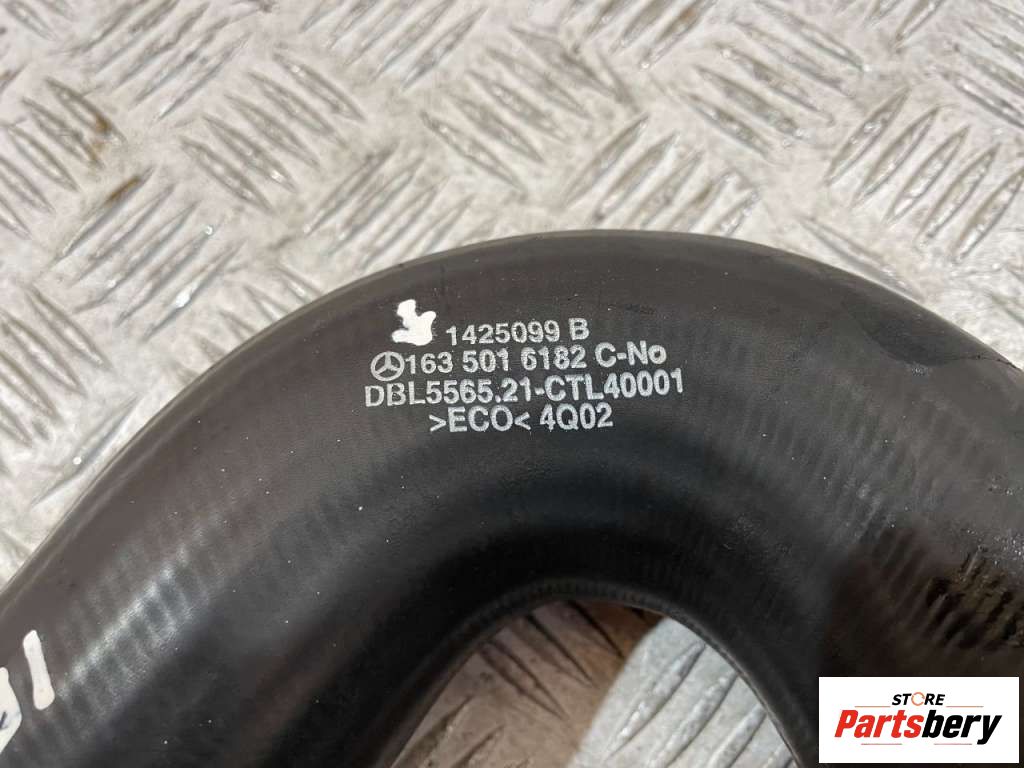 1425099 B
163 501 6182 C-No
DBL5565.21-CTL40001
>ECO< 4Q02
STORE
Partsbery